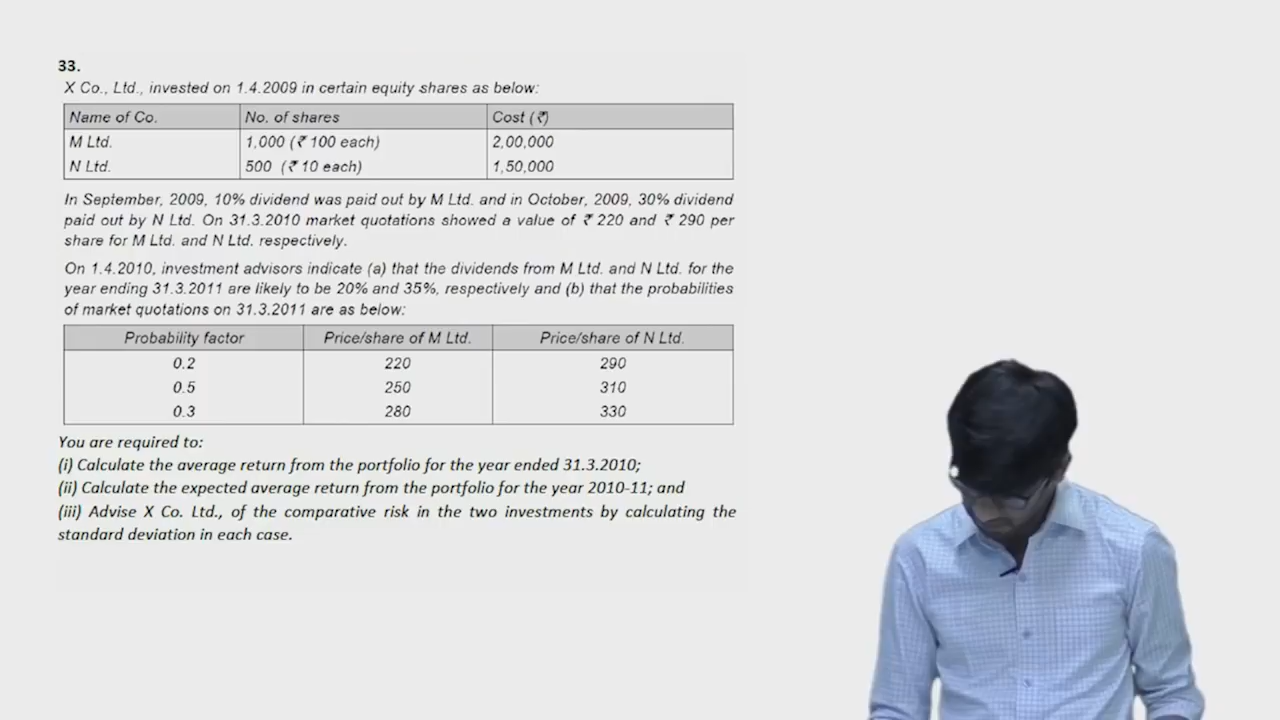 33.
X Co., Ltd., invested on 1.4.2009 in certain equity shares as below:
Name of Co. No. of shares Cost (₹)
M Ltd. 1,000 (₹ 100 each) 2,00,000
N Ltd. 500 (₹ 10 each) 1,50,000
In September, 2009, 10% dividend was paid out by M Ltd. and in October, 2009, 30% dividend
paid out by N Ltd. On 31.3.2010 market quotations showed a value of ₹ 220 and ₹ 290 per
share for M Ltd. and N Ltd. respectively.
On 1.4.2010, investment advisors indicate (a) that the dividends from M Ltd. and N Ltd. for the
year ending 31.3.2011 are likely to be 20% and 35%, respectively and (b) that the probabilities
of market quotations on 31.3.2011 are as below:
Probability factor Price/share of M Ltd. Price/share of N Ltd.
0.2 220 290
0.5 250 310
0.3 280 330
You are required to:
(i) Calculate the average return from the portfolio for the year ended 31.3.2010;
(ii) Calculate the expected average return from the portfolio for the year 2010-11; and
(iii) Advise X Co. Ltd., of the comparative risk in the two investments by calculating the
standard deviation in each case.